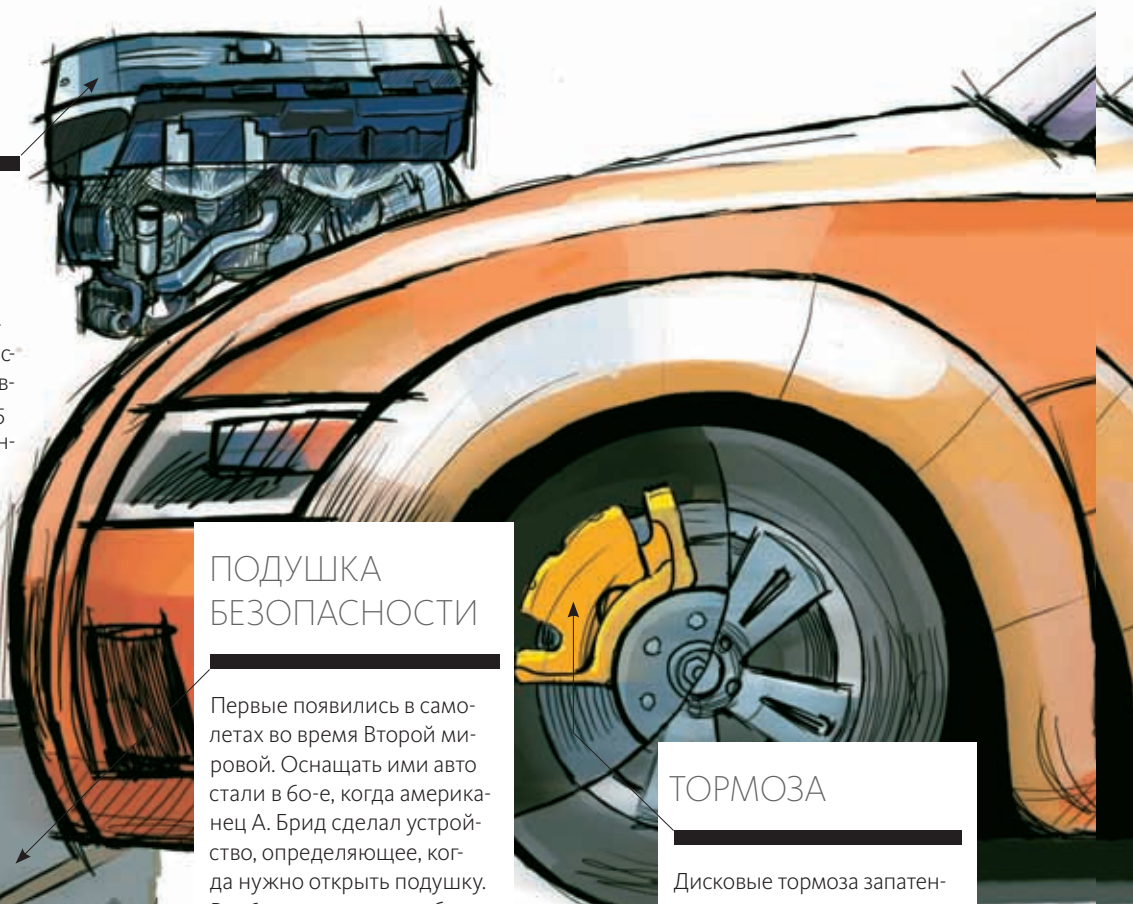 ПОДУШКА
БЕЗОПАСНОСТИ
Первые появились в само-
летах во время Второй ми-
ровой. Оснащать ими авто
стали в 60-е, когда америка-
нец А. Брид сделал устрой-
ство, определяющее, ког-
да нужно открыть подушку.
ТОРМОЗА
Дисковые тормоза запатен-